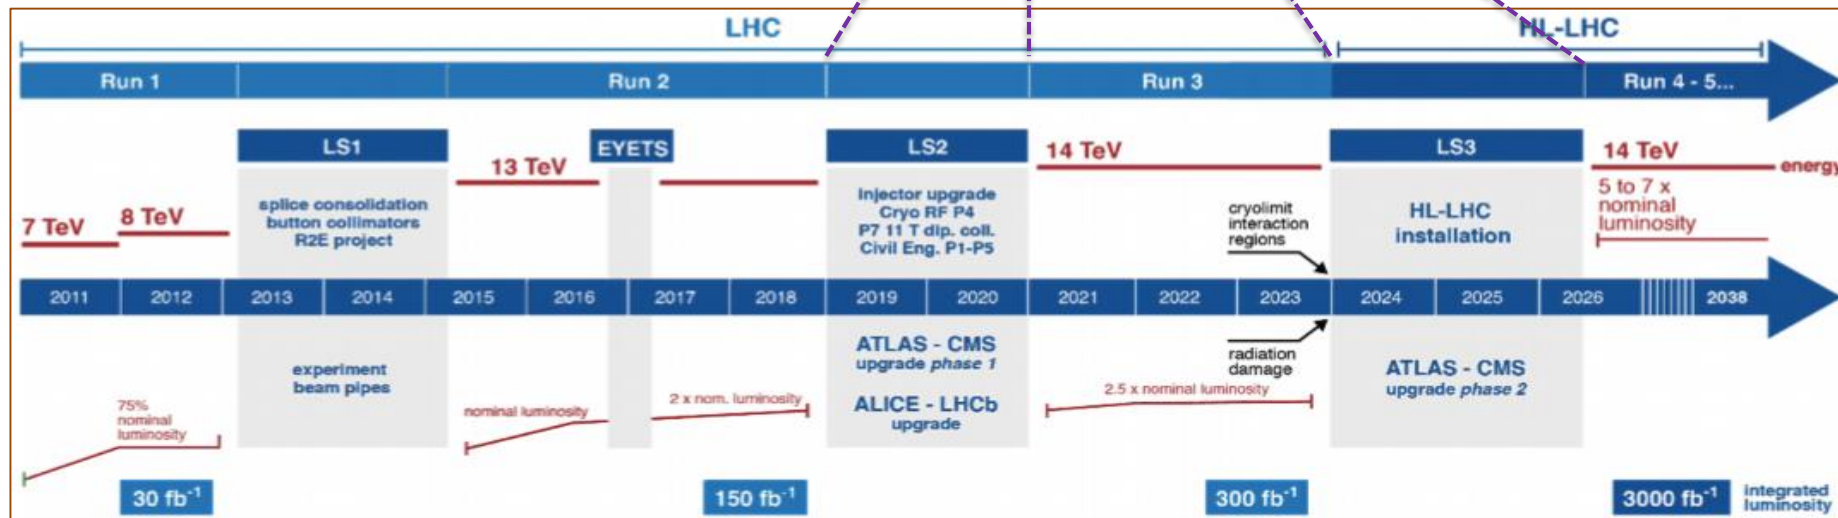 LHC
HL-LHC
Run 1
Run 2
Run 3
Run 4 - 5...
LS1
EYETS
LS2
LS3
13 TeV
14 TeV
14 TeV
energy
7 TeV
8 TeV
splice consolidation
button collimators
R2E project
Injector upgrade
Cryo RF P4
P7 11 T dip. coll.
Civil Eng. P1-P5
cryolimit
interaction
regions
HL-LHC
installation
5 to 7 x
nominal
luminosity
2011
2012
2013
2014
2015
2016
2017
2018
2019
2020
2021
2022
2023
2024
2025
2026
2038
experiment
beam pipes
ATLAS - CMS
upgrade phase 1
ALICE - LHCb
upgrade
radiation
damage
ATLAS - CMS
upgrade phase 2
75%
nominal
luminosity
nominal luminosity
2 x nom. luminosity
2.5 x nominal luminosity
30 fb⁻¹
150 fb⁻¹
300 fb⁻¹
3000 fb⁻¹
integrated
luminosity